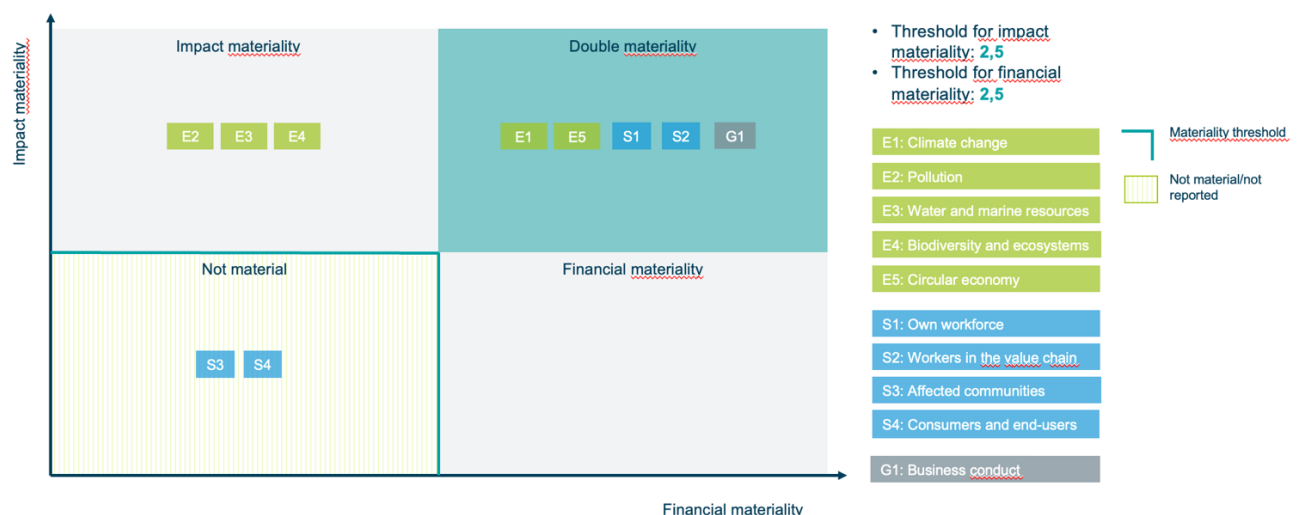 Impact materiality
Impact materiality
Double materiality
E2 E3 E4
E1 E5 S1 S2 G1
Not material
Financial materiality
S3 S4
Financial materiality
• Threshold for impact
materiality: 2,5
• Threshold for financial
materiality: 2,5
E1: Climate change
E2: Pollution
E3: Water and marine resources
E4: Biodiversity and ecosystems
E5: Circular economy
S1: Own workforce
S2: Workers in the value chain
S3: Affected communities
S4: Consumers and end-users
G1: Business conduct
Materiality threshold
Not material/not
reported